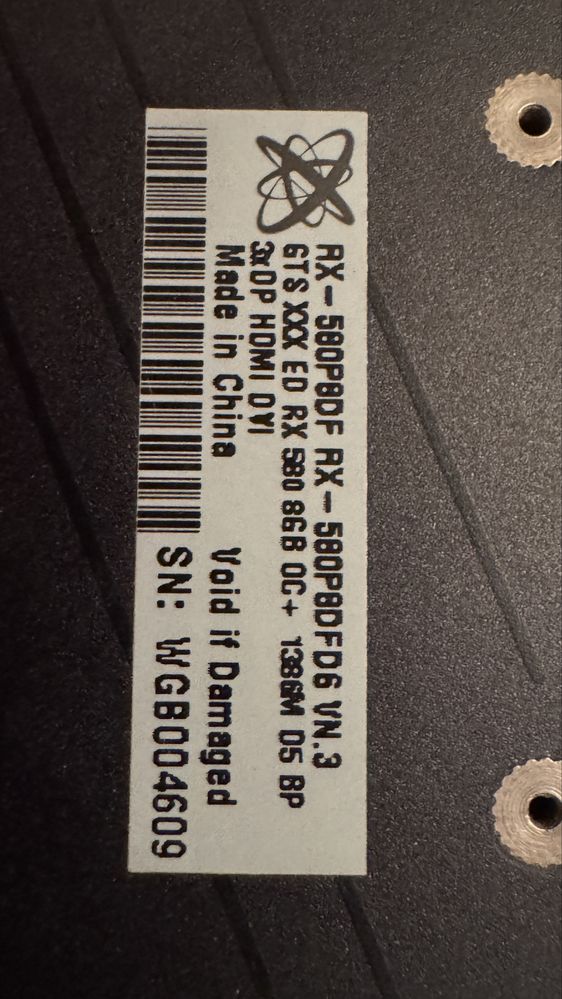 RX-580P8DF RX-580P8DFD6 VN.3
GTS XXX ED RX 580 8GB OC+ 1386M D5 BP
3xDP HDMI DVI
Made in China
Void if Damaged
SN: WGB004609